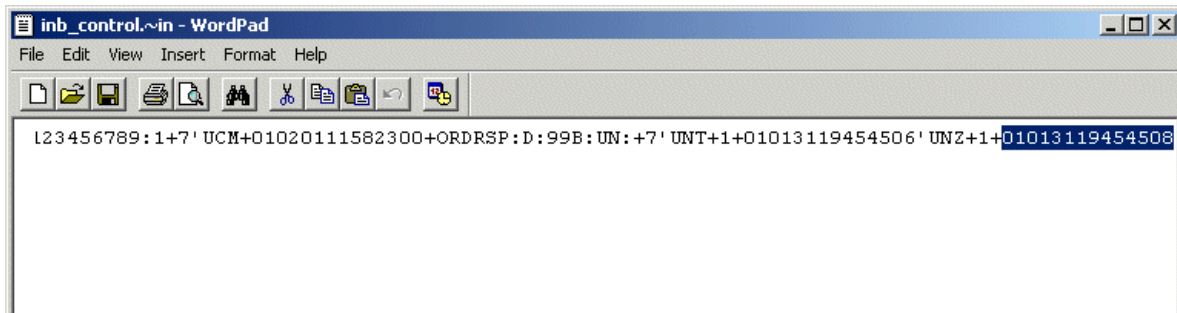 inb_control.~in - WordPad
File Edit View Insert Format Help
123456789:1+7'UCM+01020111582300+ORDRSP:D:99B:UN:+7'UNT+1+01013119454506'UNZ+1+01013119454508